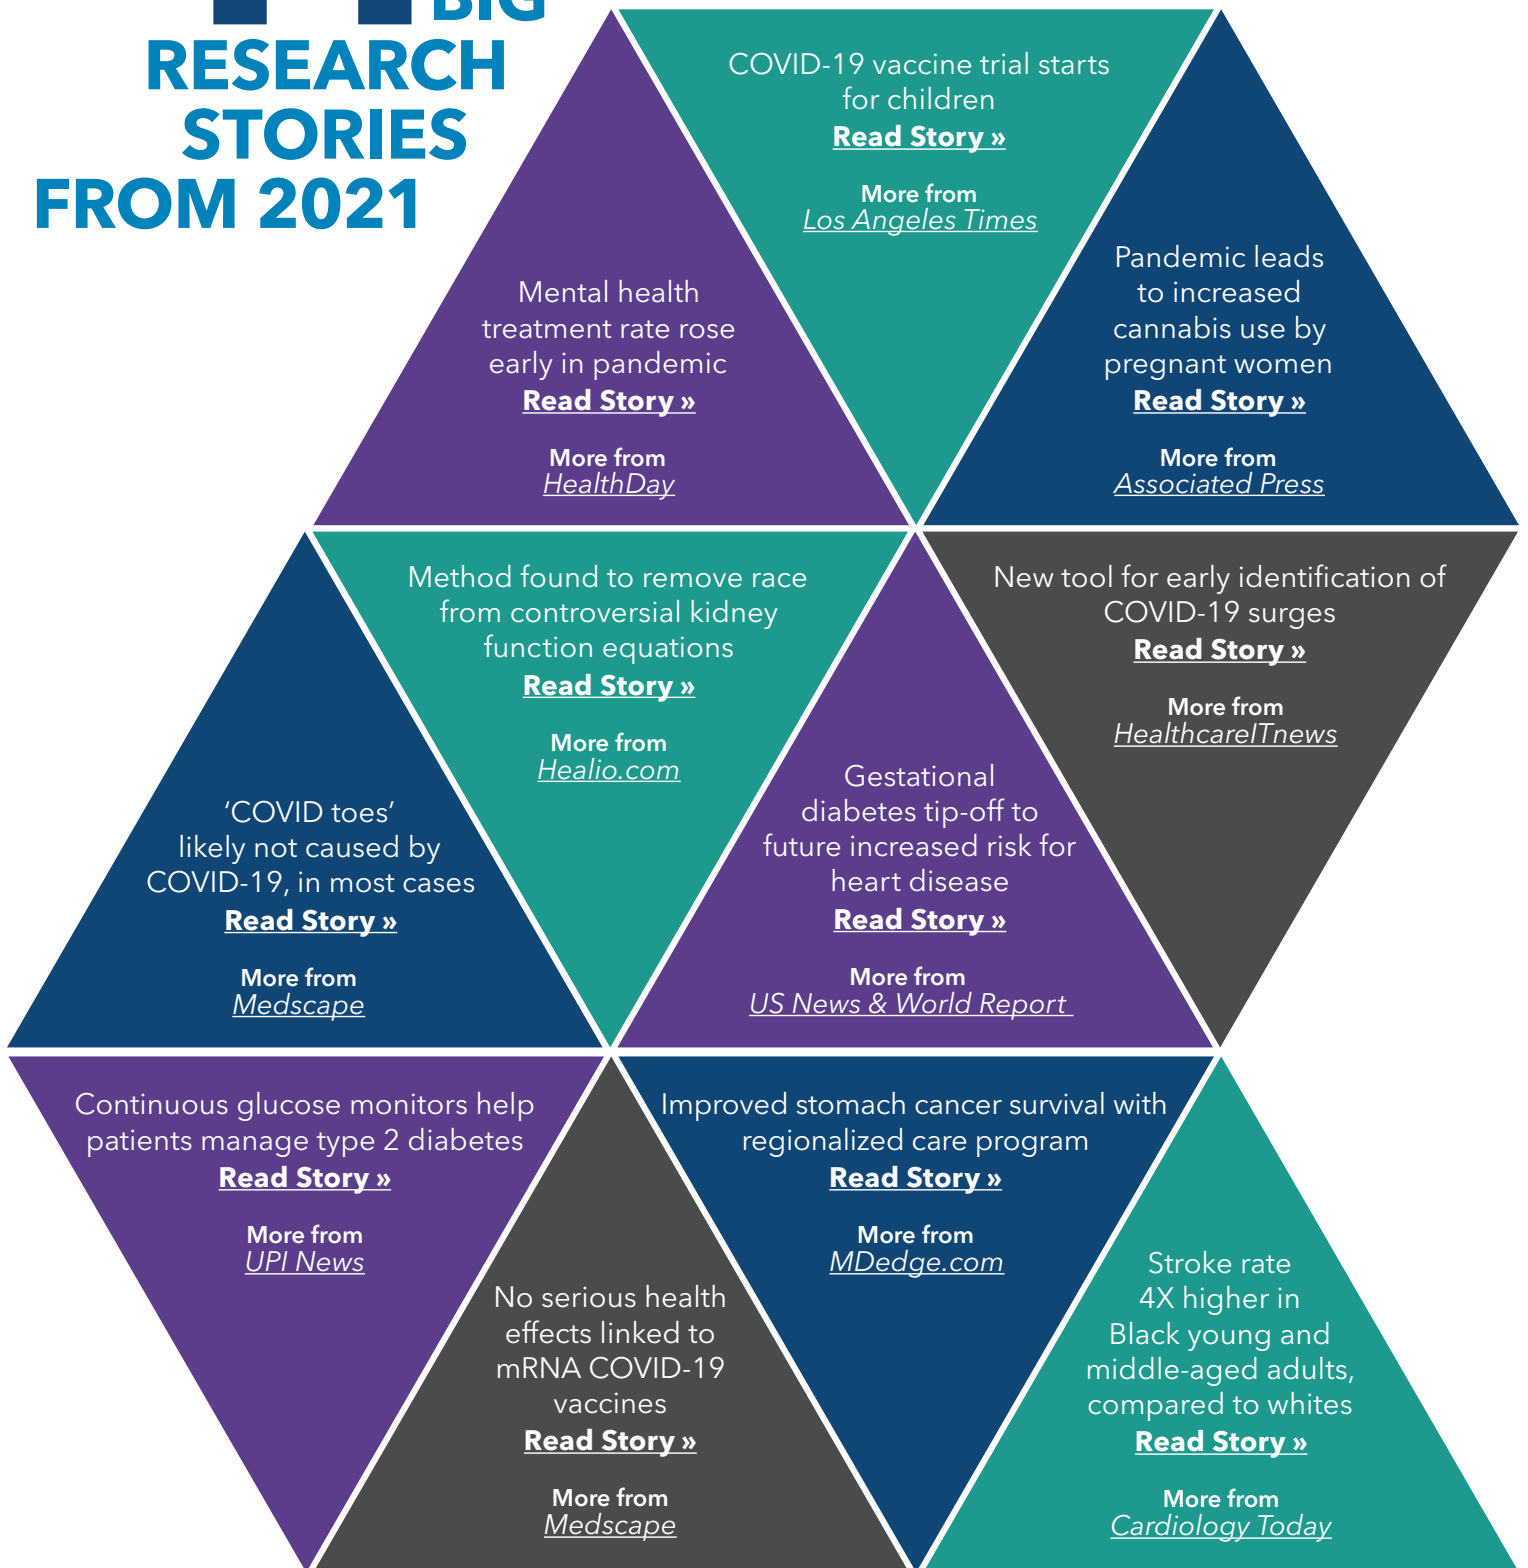 BIG
RESEARCH
STORIES
FROM 2021
COVID-19 vaccine trial starts
for children
Read Story »
More from
Los Angeles Times
Mental health
treatment rate rose
early in pandemic
Read Story »
More from
HealthDay
Pandemic leads
to increased
cannabis use by
pregnant women
Read Story »
More from
Associated Press
Method found to remove race
from controversial kidney
function equations
Read Story »
More from
Healio.com
New tool for early identification of
COVID-19 surges
Read Story »
More from
HealthcareITnews
'COVID toes'
likely not caused by
COVID-19, in most cases
Read Story »
More from
Medscape
Gestational
diabetes tip-off to
future increased risk for
heart disease
Read Story »
More from
US News & World Report
Continuous glucose monitors help
patients manage type 2 diabetes
Read Story »
More from
UPI News
No serious health
effects linked to
mRNA COVID-19
vaccines
Read Story »
More from
Medscape
Improved stomach cancer survival with
regionalized care program
Read Story »
More from
MDedge.com
Stroke rate
4X higher in
Black young and
middle-aged adults,
compared to whites
Read Story »
More from
Cardiology Today